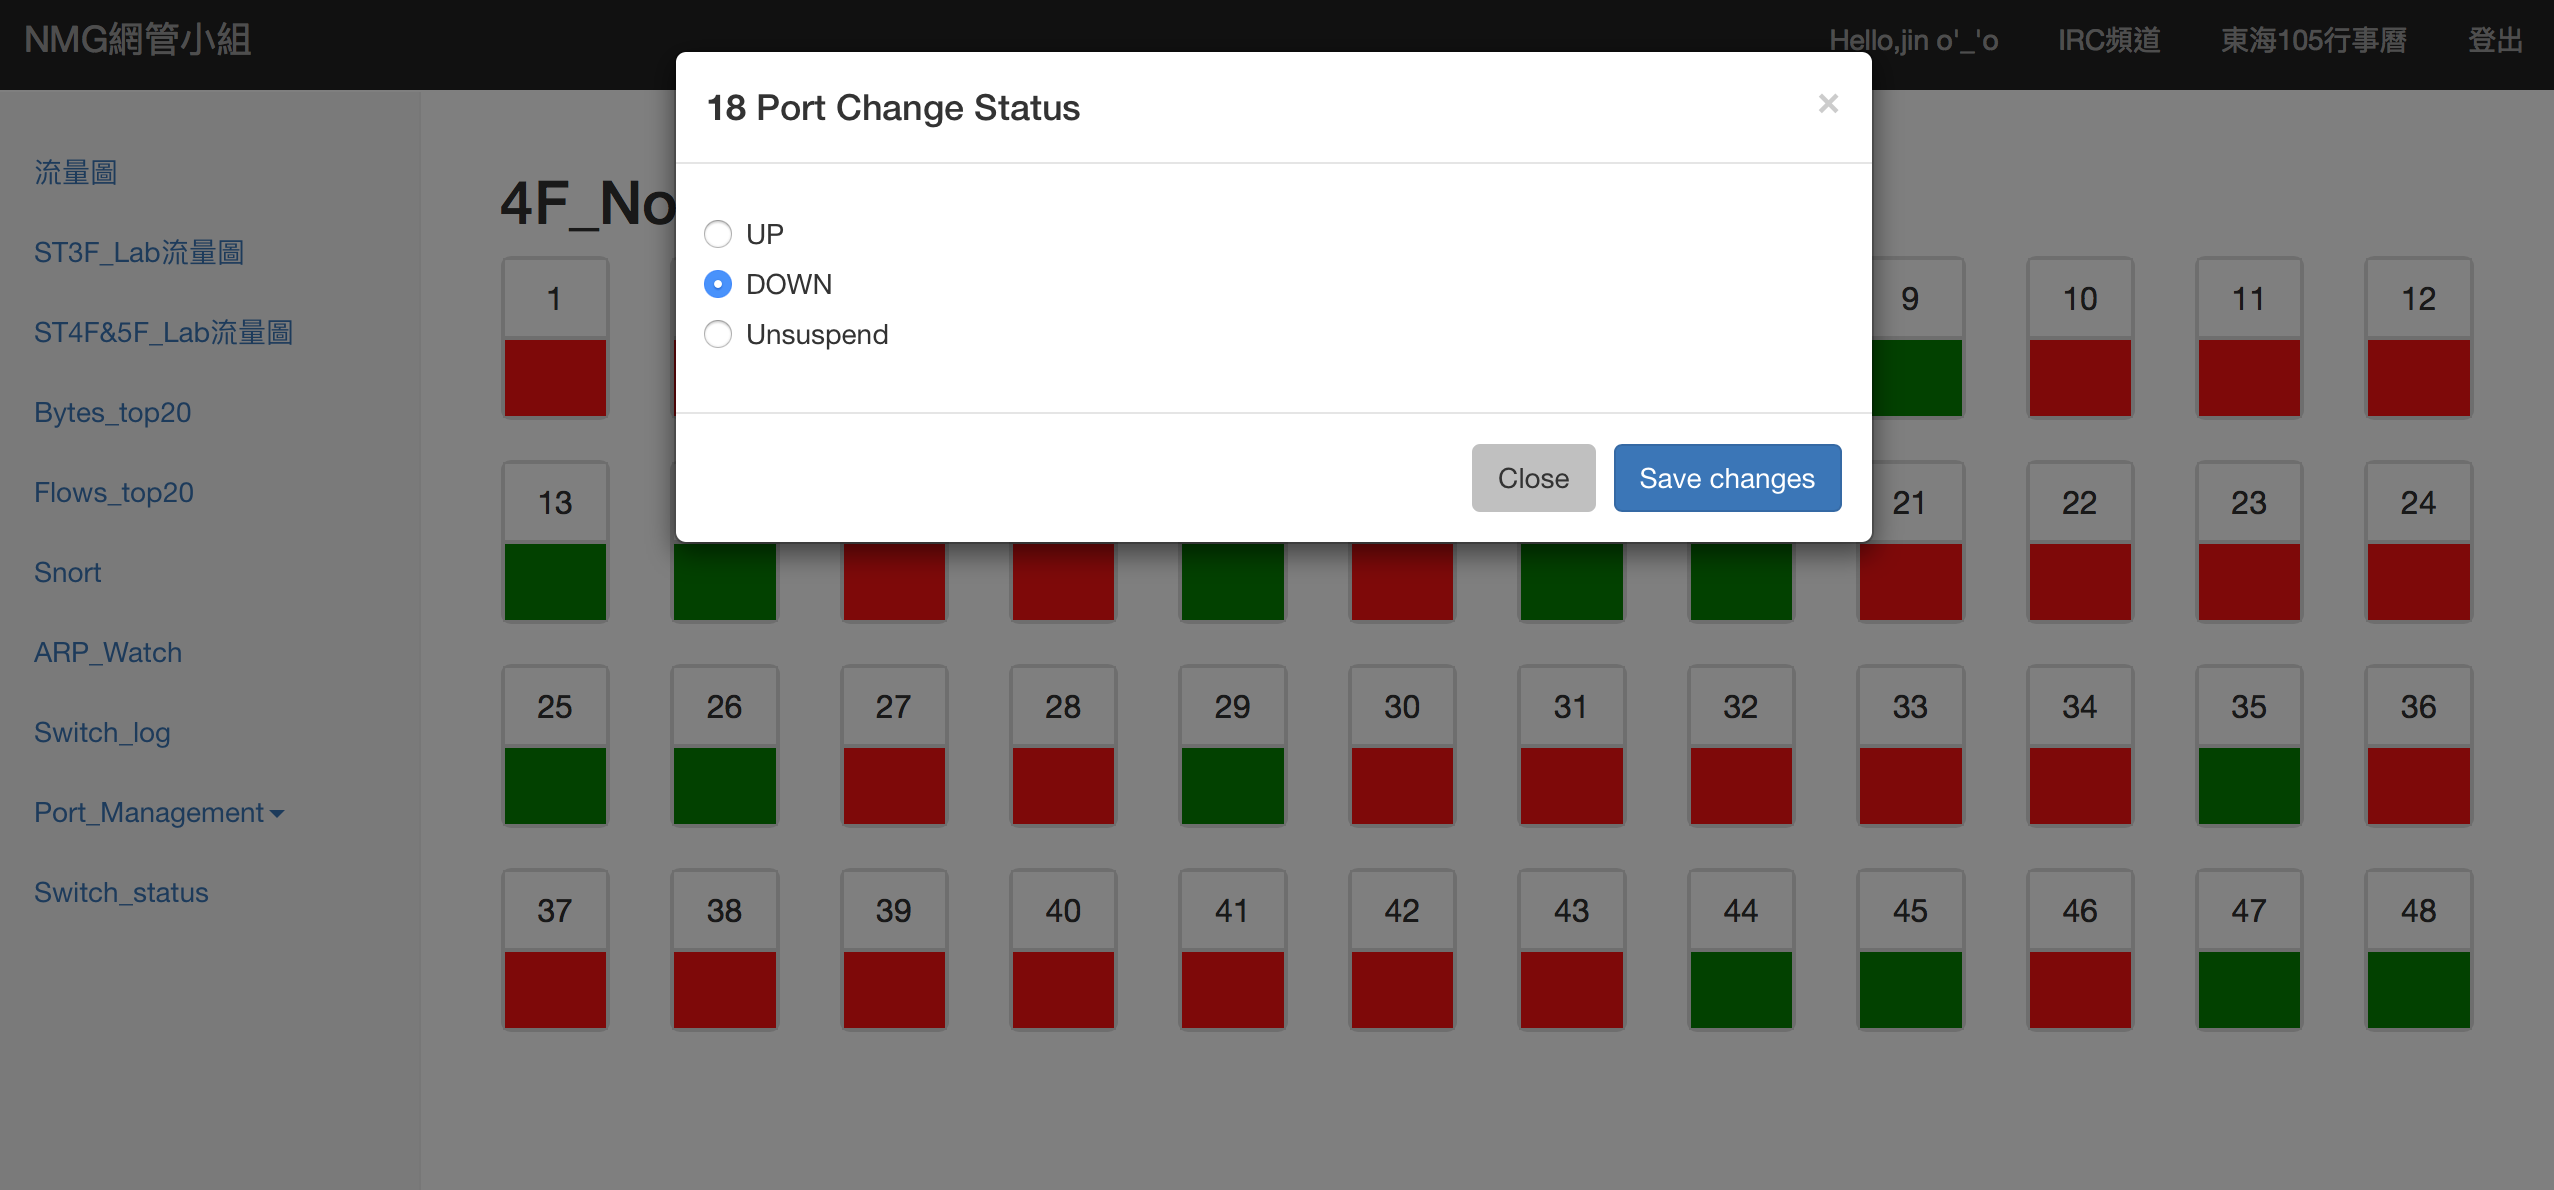 NMG網管小組
Hello,jin o'_'o
IRC頻道
東海105行事曆
登出
18 Port Change Status
×
UP
DOWN
Unsuspend
Close
Save changes
流量圖
ST3F_Lab流量圖
ST4F&5F_Lab流量圖
Bytes_top20
Flows_top20
Snort
ARP_Watch
Switch_log
Port_Management
Switch_status
4F_No
1 9 10 11 12
13 21 22 23 24
25 26 27 28 29 30 31 32 33 34 35 36
37 38 39 40 41 42 43 44 45 46 47 48